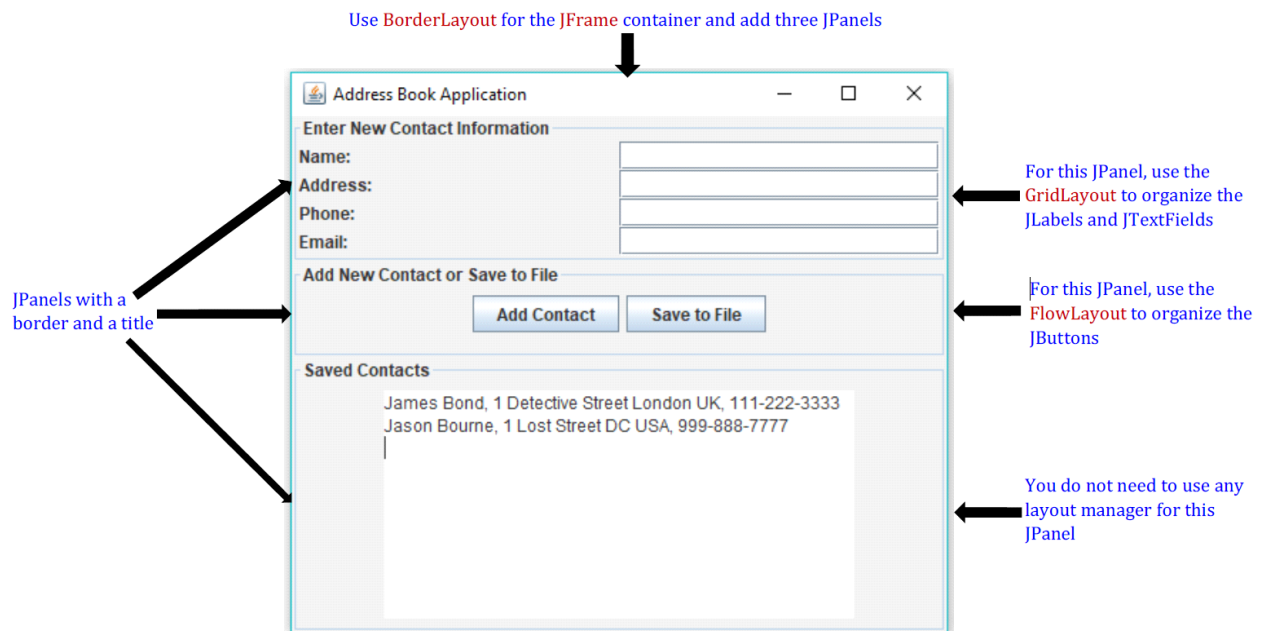 Use BorderLayout for the JFrame container and add three JPanels
Address Book Application
Enter New Contact Information
Name:
Address:
Phone:
Email:
For this JPanel, use the
GridLayout to organize the
JLabels and JTextFields
Add New Contact or Save to File
Add Contact
Save to File
JPanels with a
border and a title
For this JPanel, use the
FlowLayout to organize the
JButtons
Saved Contacts
James Bond, 1 Detective Street London UK, 111-222-3333
Jason Bourne, 1 Lost Street DC USA, 999-888-7777
You do not need to use any
layout manager for this
JPanel